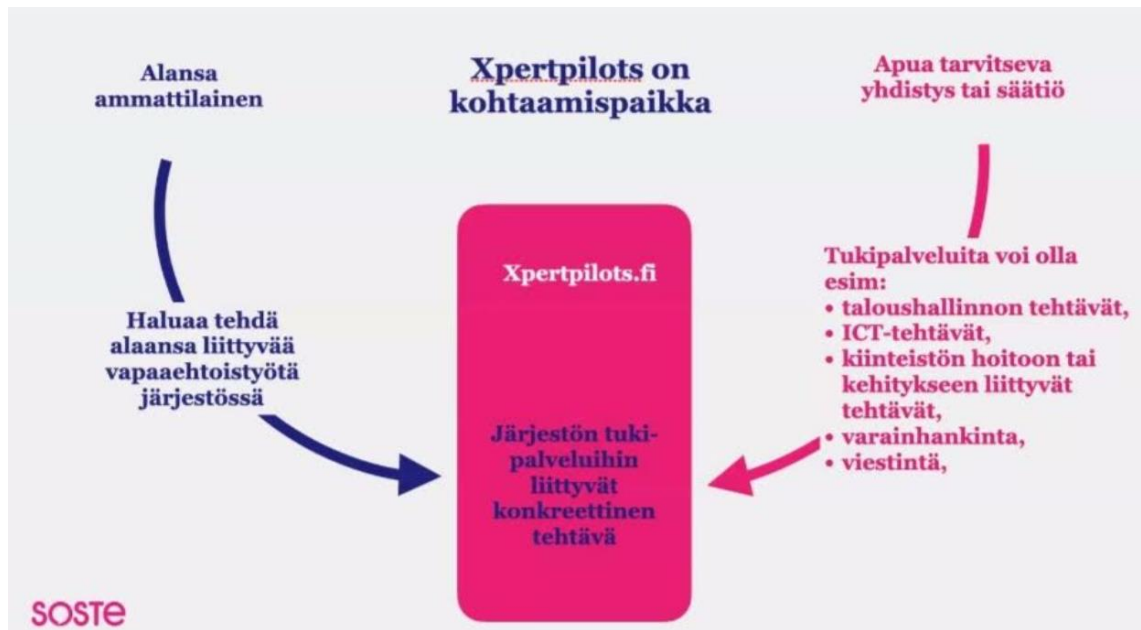 Alansa
ammattilainen
Xpertpilots on
kohtaamispaikka
Apua tarvitseva
yhdistys tai säätiö
Haluaa tehdä
alaansa liittyvää
vapaaehtoistyötä
järjestössä
Xpertpilots.fi
Järjestön tuki-
palveluihin
liittyvät
konkreettinen
tehtävä
Tukipalveluita voi olla
esim:
• taloushallinnon tehtävät,
• ICT-tehtävät,
• kiinteistön hoitoon tai
kehitykseen liittyvät
tehtävät,
• varainhankinta,
• viestintä,
soste